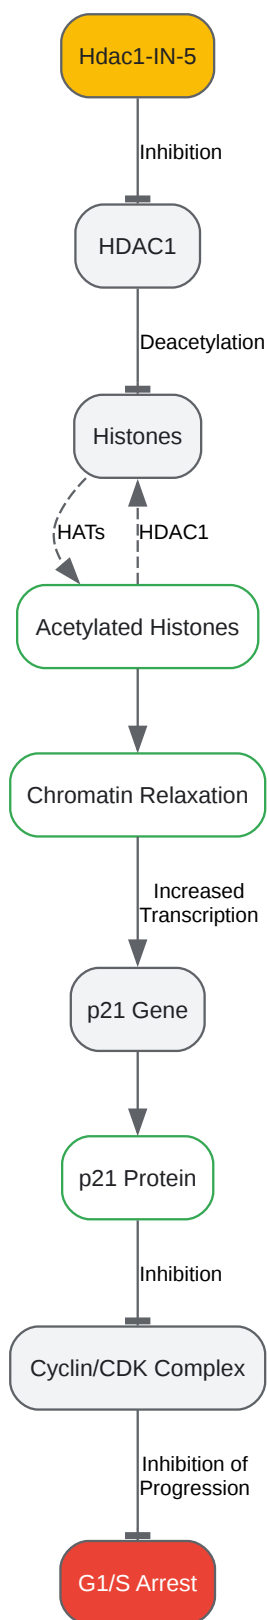 Hdac1-IN-5
Inhibition
HDAC1
Deacetylation
Histones
HATs
HDAC1
Acetylated Histones
Chromatin Relaxation
Increased
Transcription
p21 Gene
p21 Protein
Inhibition
Cyclin/CDK Complex
Inhibition of
Progression
G1/S Arrest